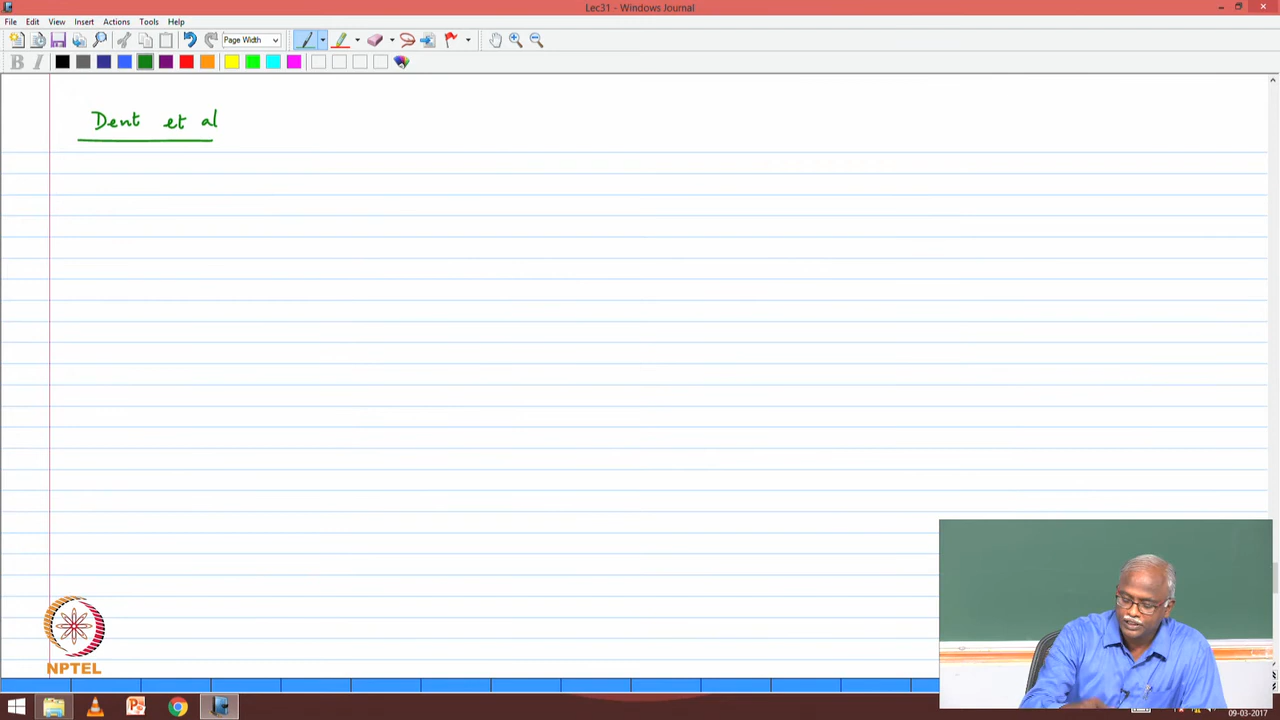 Lec31 - Windows Journal
File Edit View Insert Actions Tools Help
Page Width
B I
Dent et al
NPTEL
09-03-2017